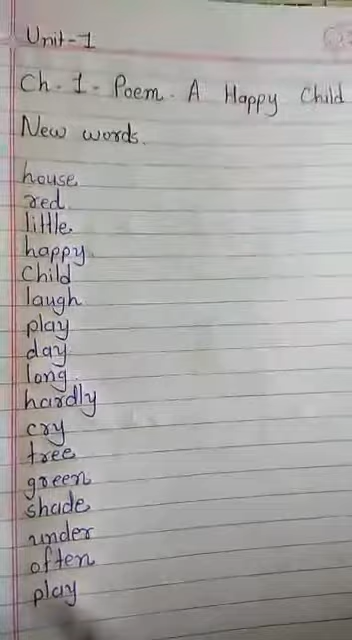 Unit-1
Ch. 1 - Poem - A Happy Child
New words.
house
red
little
happy
Child
laugh
play
day
long
hardly
cry
tree
green
shade
under
often
play